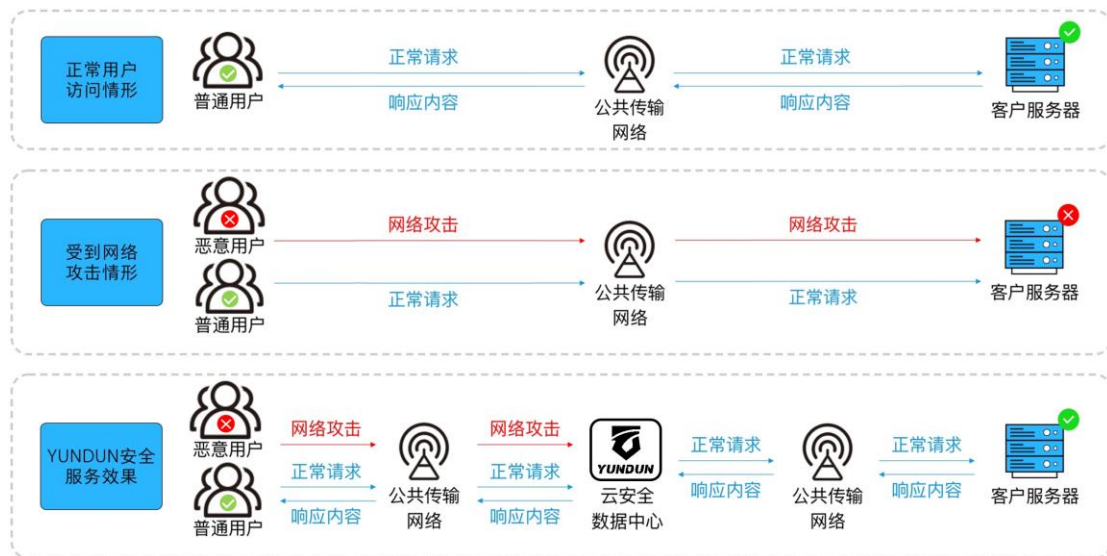 正常用户
访问情形
普通用户
正常请求
响应内容
公共传输
网络
正常请求
响应内容
客户服务器
受到网络
攻击情形
恶意用户
普通用户
网络攻击
正常请求
公共传输
网络
网络攻击
正常请求
客户服务器
YUNDUN安全
服务效果
恶意用户
普通用户
网络攻击
正常请求
响应内容
公共传输
网络
网络攻击
正常请求
响应内容
YUNDUN
云安全
数据中心
正常请求
响应内容
公共传输
网络
正常请求
响应内容
客户服务器